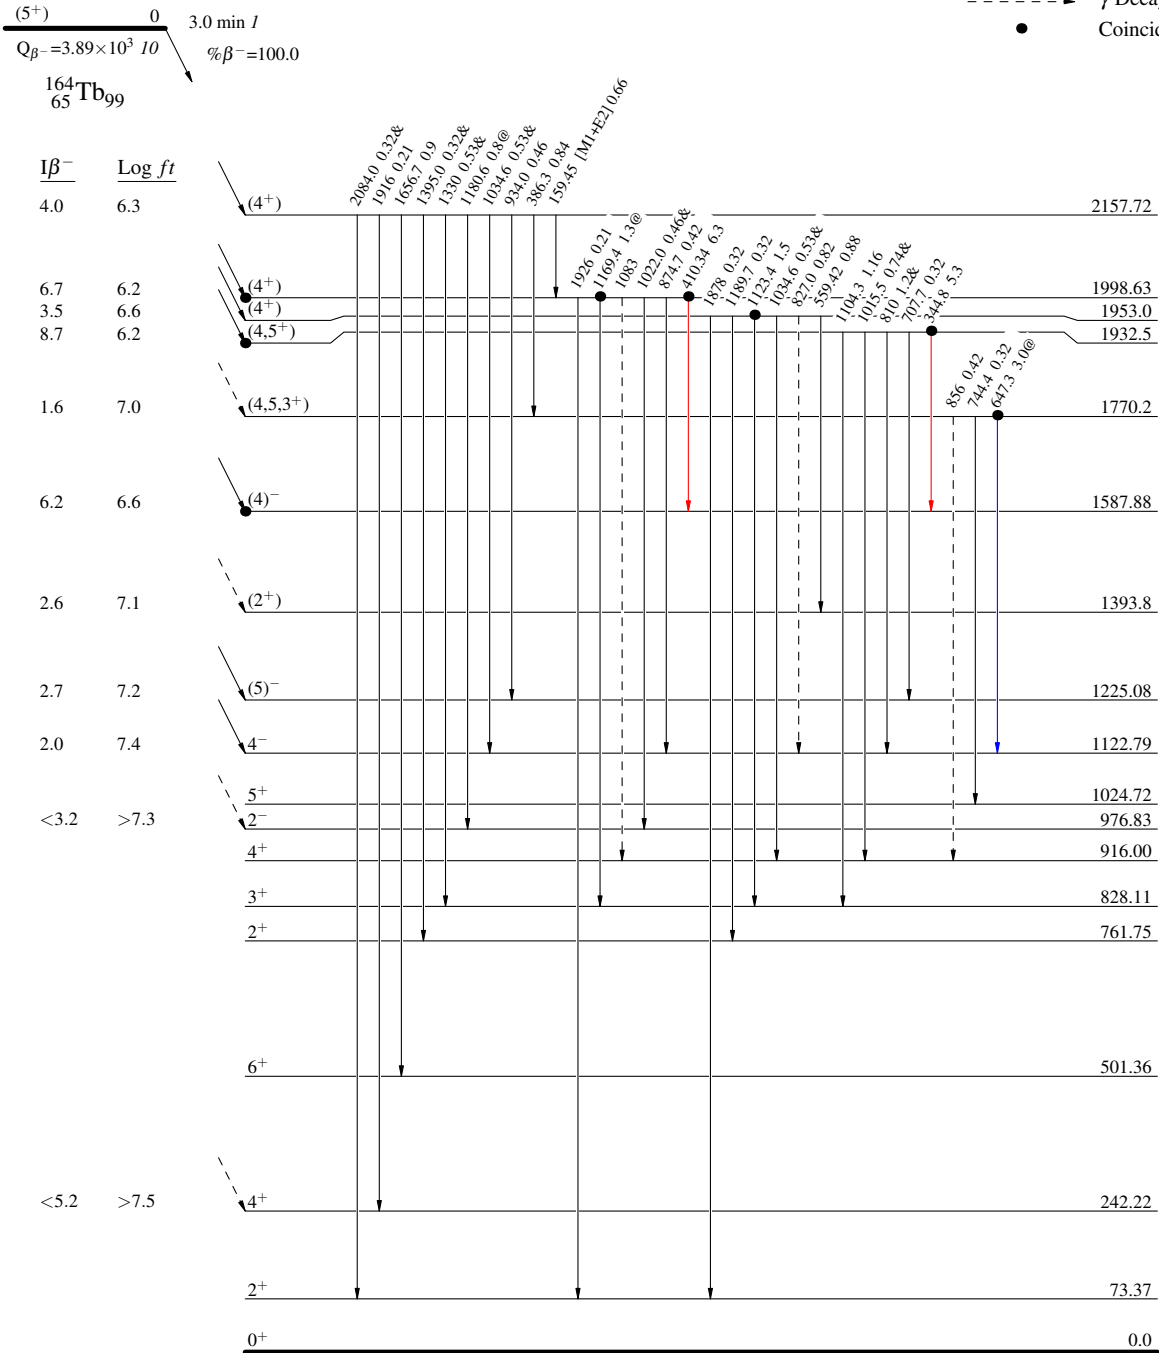 γ Deca
Coincid
(5⁺) 0 3.0 min 1
Qβ−=3.89×10³ 10 %β⁻=100.0
¹⁶⁴₆₅Tb₉₉
Iβ⁻ Log ft
2084.0 0.32&
1916 0.21
1656.7 0.9
1395.0 0.32&
1330 0.53&
1180.6 0.8@
1034.6 0.53&
934.0 0.46
386.3 0.84
159.45 [M1+E2] 0.66
4.0 6.3 (4⁺) 2157.72
1926 0.21
1169.4 1.3@
1083
1022.0 0.46&
874.7 0.42
410.34 6.3
6.7 6.2 (4⁺) 1998.63
1878 0.32
1189.7 0.32
1123.4 1.5
1034.6 0.53&
827.0 0.82
559.42 0.88
3.5 6.6 (4⁺) 1953.0
1104.3 1.16
1015.5 0.74&
810 1.2&
707.7 0.32
344.8 5.3
8.7 6.2 (4,5⁺) 1932.5
856 0.42
744.4 0.32
647.3 3.0@
1.6 7.0 (4,5,3⁺) 1770.2
6.2 6.6 (4)⁻ 1587.88
2.6 7.1 (2⁺) 1393.8
2.7 7.2 (5)⁻ 1225.08
2.0 7.4 4⁻ 1122.79
5⁺ 1024.72
<3.2 >7.3 2⁻ 976.83
4⁺ 916.00
3⁺ 828.11
2⁺ 761.75
6⁺ 501.36
<5.2 >7.5 4⁺ 242.22
2⁺ 73.37
0⁺ 0.0